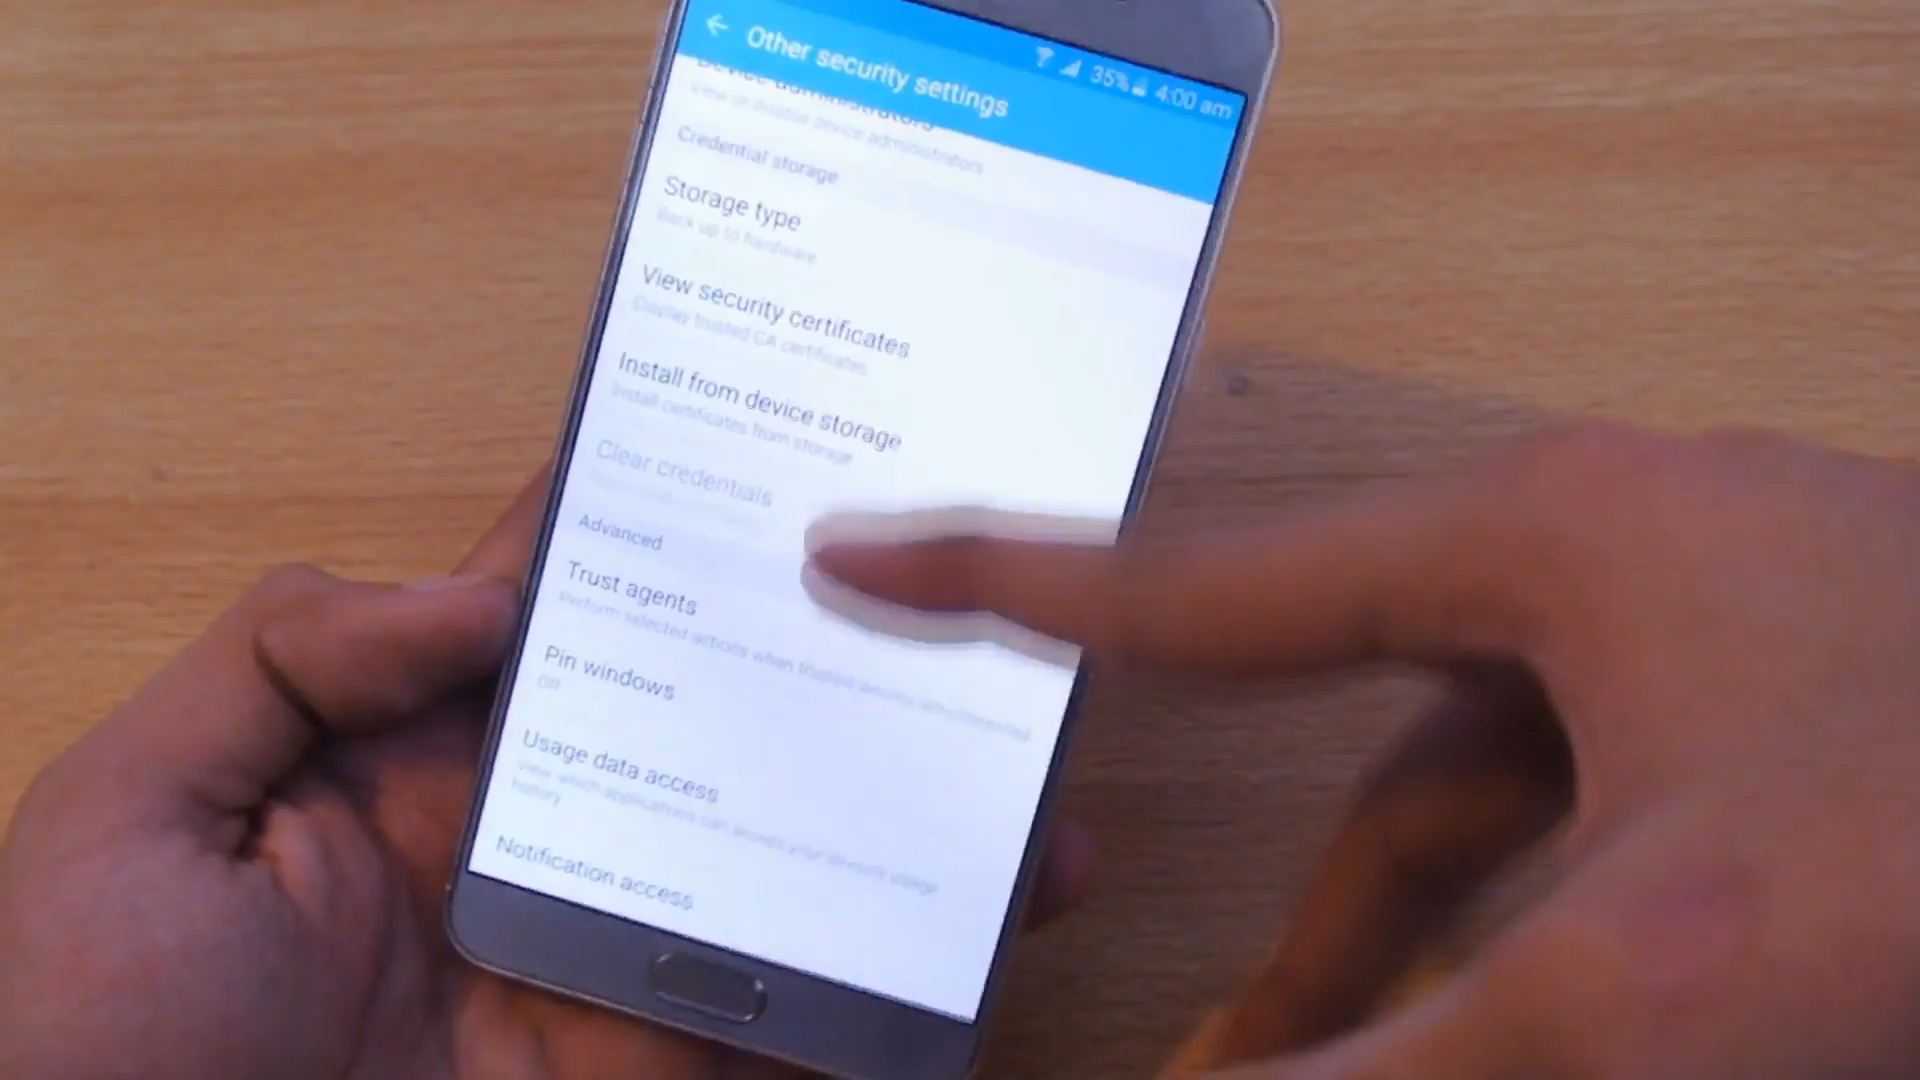 35% 4:00 am
Other security settings
Device administrators
View or disable device administrators
Credential storage
Storage type
Back up to hardware
View security certificates
Display trusted CA certificates
Install from device storage
Install certificates from storage
Clear credentials
Advanced
Trust agents
Perform selected actions when trusted agents are connected
Pin windows
Off
Usage data access
View which applications can access your device's usage
history
Notification access